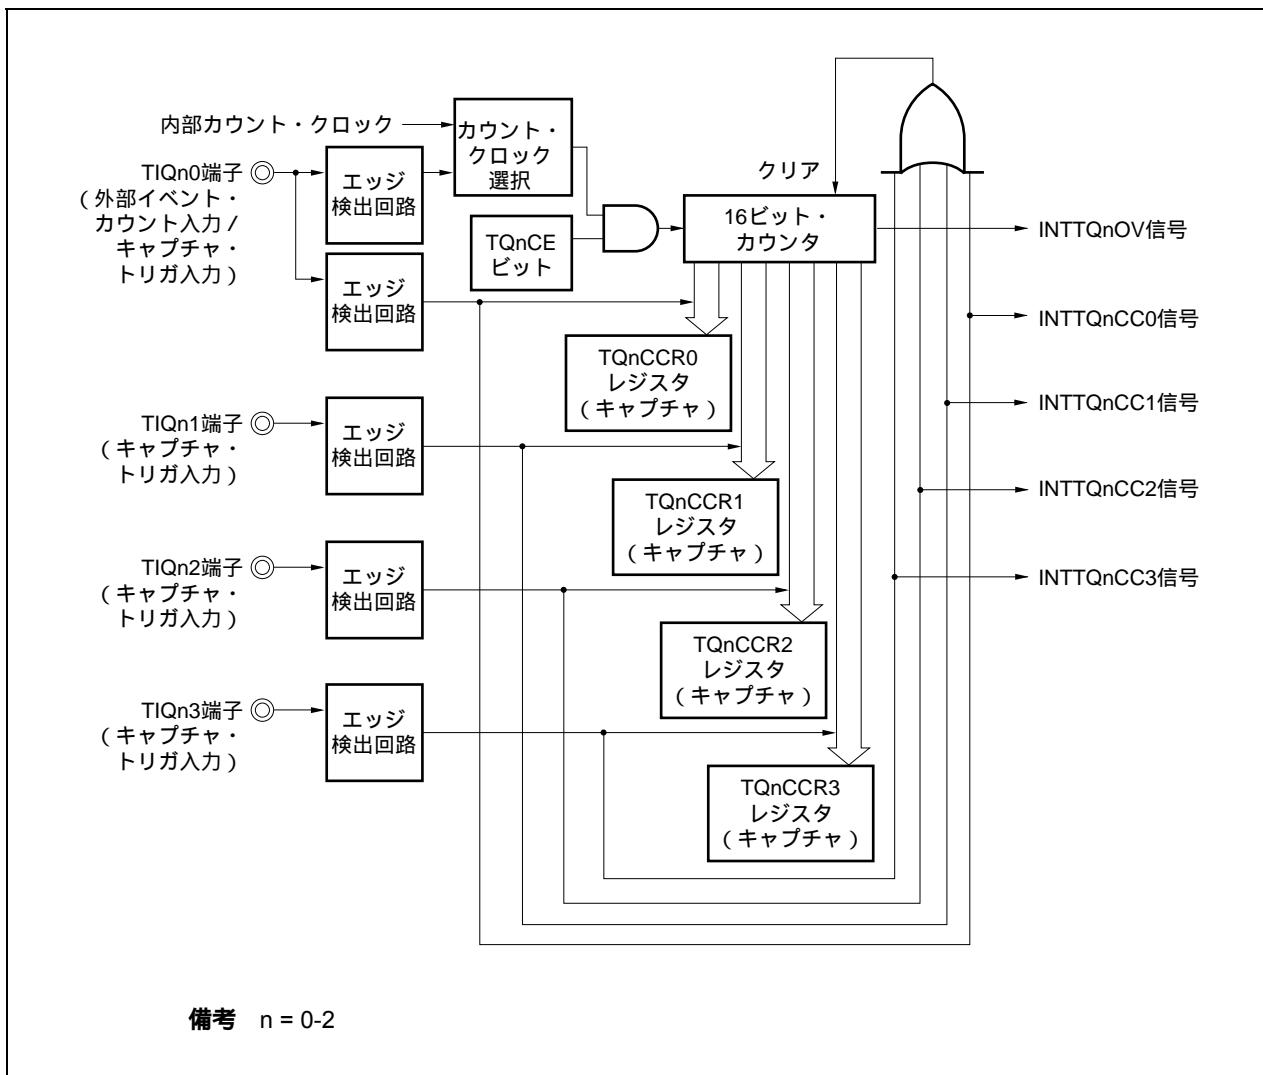 内部カウント・クロック
カウント・
クロック
選択
TIQn0端子
(外部イベント・
カウント入力/
キャプチャ・
トリガ入力)
エッジ
検出回路
TQnCE
ビット
クリア
16ビット・
カウンタ
INTTQnOV信号
エッジ
検出回路
INTTQnCC0信号
TQnCCR0
レジスタ
(キャプチャ)
TIQn1端子
(キャプチャ・
トリガ入力)
エッジ
検出回路
INTTQnCC1信号
TQnCCR1
レジスタ
(キャプチャ)
INTTQnCC2信号
TIQn2端子
(キャプチャ・
トリガ入力)
エッジ
検出回路
INTTQnCC3信号
TQnCCR2
レジスタ
(キャプチャ)
TIQn3端子
(キャプチャ・
トリガ入力)
エッジ
検出回路
TQnCCR3
レジスタ
(キャプチャ)
備考 n = 0-2